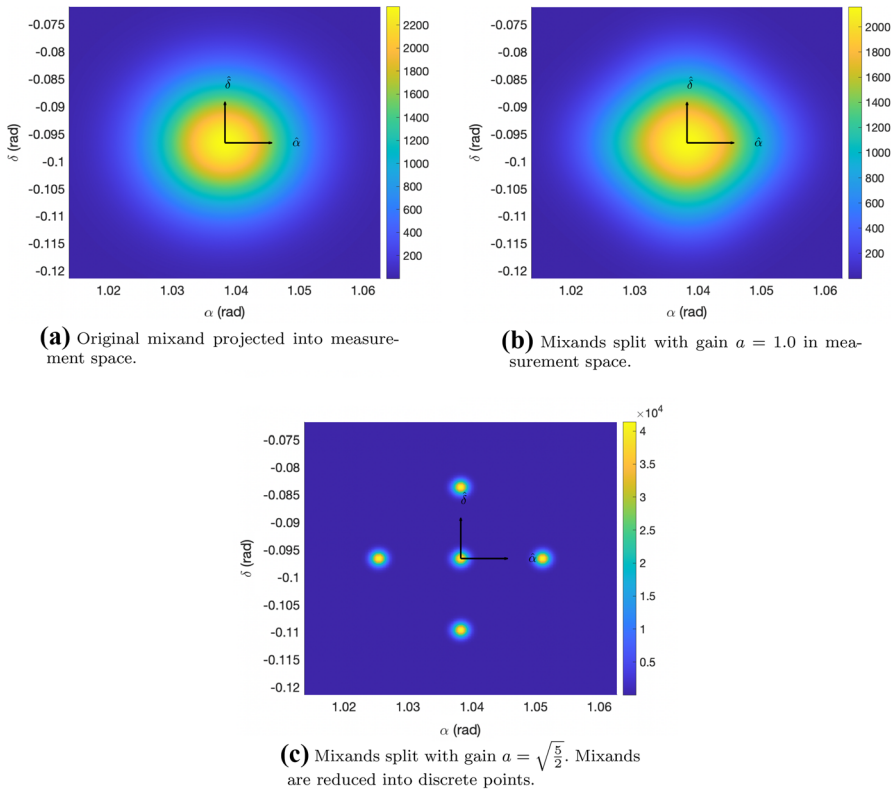 -0.075
-0.08
-0.085
-0.09
-0.095
-0.1
-0.105
-0.11
-0.115
-0.12
δ (rad)
1.02 1.03 1.04 1.05 1.06
α (rad)
δ̂
α̂
2200
2000
1800
1600
1400
1200
1000
800
600
400
200
(a) Original mixand projected into measure-
ment space.
-0.075
-0.08
-0.085
-0.09
-0.095
-0.1
-0.105
-0.11
-0.115
-0.12
δ (rad)
1.02 1.03 1.04 1.05 1.06
α (rad)
δ̂
α̂
2000
1800
1600
1400
1200
1000
800
600
400
200
(b) Mixands split with gain a = 1.0 in mea-
surement space.
-0.075
-0.08
-0.085
-0.09
-0.095
-0.1
-0.105
-0.11
-0.115
-0.12
δ (rad)
1.02 1.03 1.04 1.05 1.06
α (rad)
δ̂
α̂
×10⁴
4
3.5
3
2.5
2
1.5
1
0.5
(c) Mixands split with gain a = √(5/2). Mixands
are reduced into discrete points.